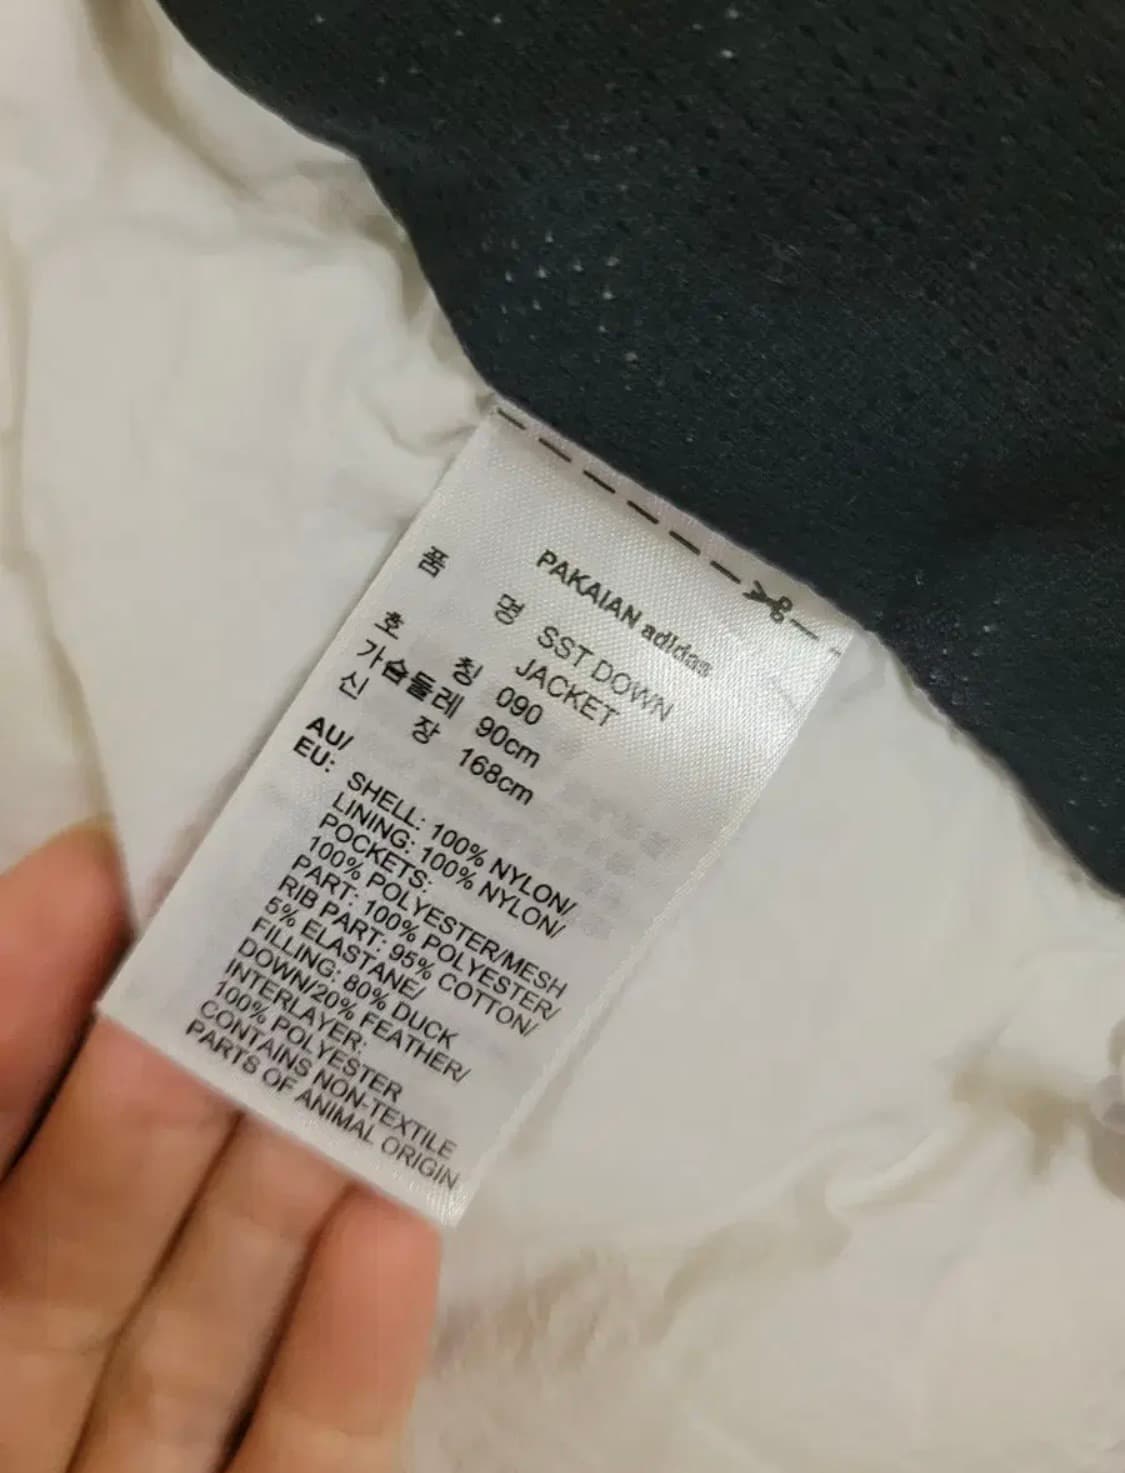 PAKAIAN adidas
품 명 SST DOWN
JACKET
호 칭 090
가슴둘레 90cm
신 장 168cm
AU/
EU: SHELL: 100% NYLON/
LINING: 100% NYLON/
POCKETS:
100% POLYESTER/MESH
PART: 100% POLYESTER/
RIB PART: 95% COTTON/
5% ELASTANE/
FILLING: 80% DUCK
DOWN/20% FEATHER/
INTERLAYER:
100% POLYESTER
CONTAINS NON-TEXTILE
PARTS OF ANIMAL ORIGIN